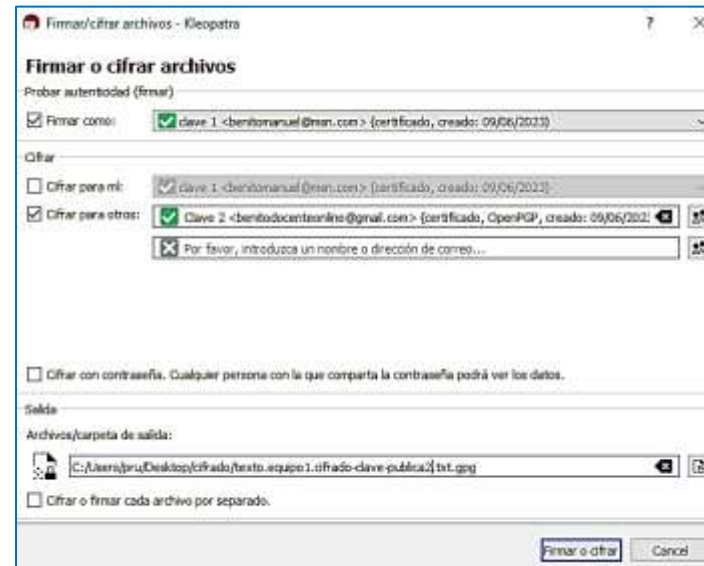 Firmar/cifrar archivos - Kleopatra ?
Firmar o cifrar archivos
Probar autenticidad (firmar)
Firmar como: clave 1 <benitomanuel@msn.com> (certificado, creado: 09/06/2023)
Cifrar
Cifrar para mí: clave 1 <benitomanuel@msn.com> (certificado, creado: 09/06/2023)
Cifrar para otros: Clave 2 <benitodocenteonline@gmail.com> (certificado, OpenPGP, creado: 09/06/202
Por favor, introduzca un nombre o dirección de correo...
Cifrar con contraseña. Cualquier persona con la que comparta la contraseña podrá ver los datos.
Salida
Archivos/carpeta de salida:
C:/Users/pru/Desktop/cifrado/texto.equipo1.cifrado-clave-publica2.txt.gpg
Cifrar o firmar cada archivo por separado.
Firmar o cifrar Cancel